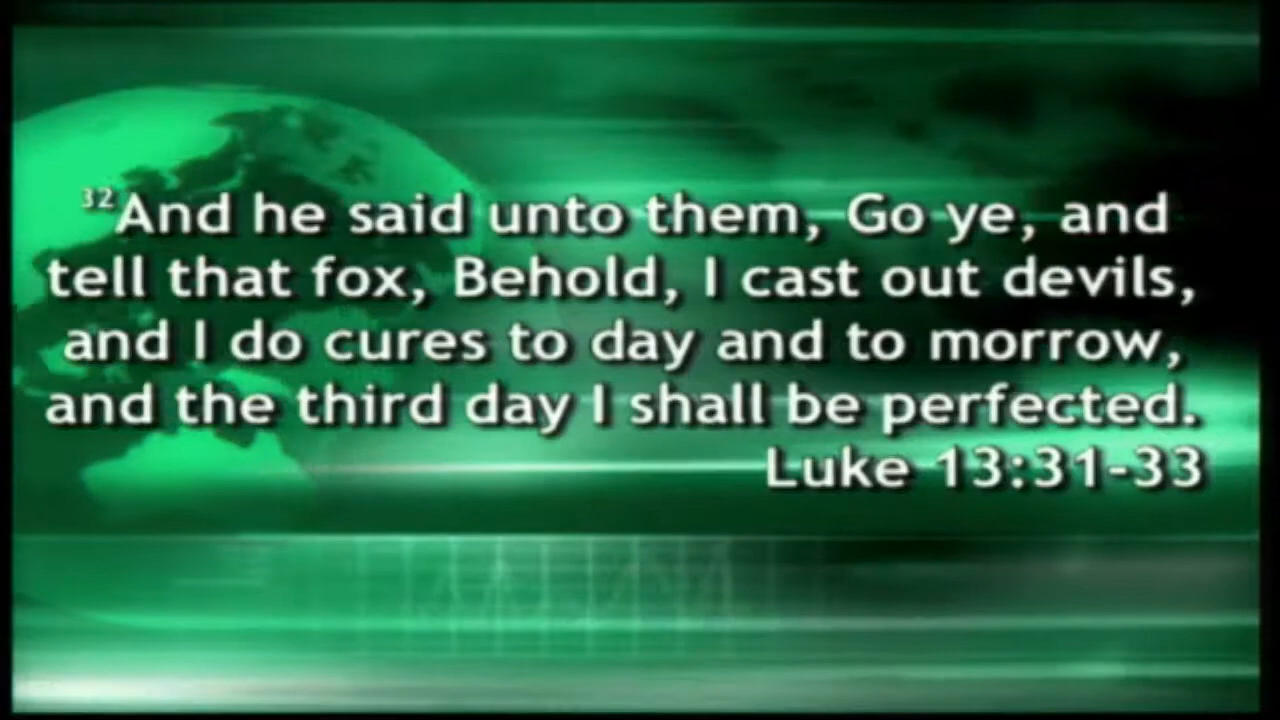 32And he said unto them, Go ye, and
tell that fox, Behold, I cast out devils,
and I do cures to day and to morrow,
and the third day I shall be perfected.
Luke 13:31-33